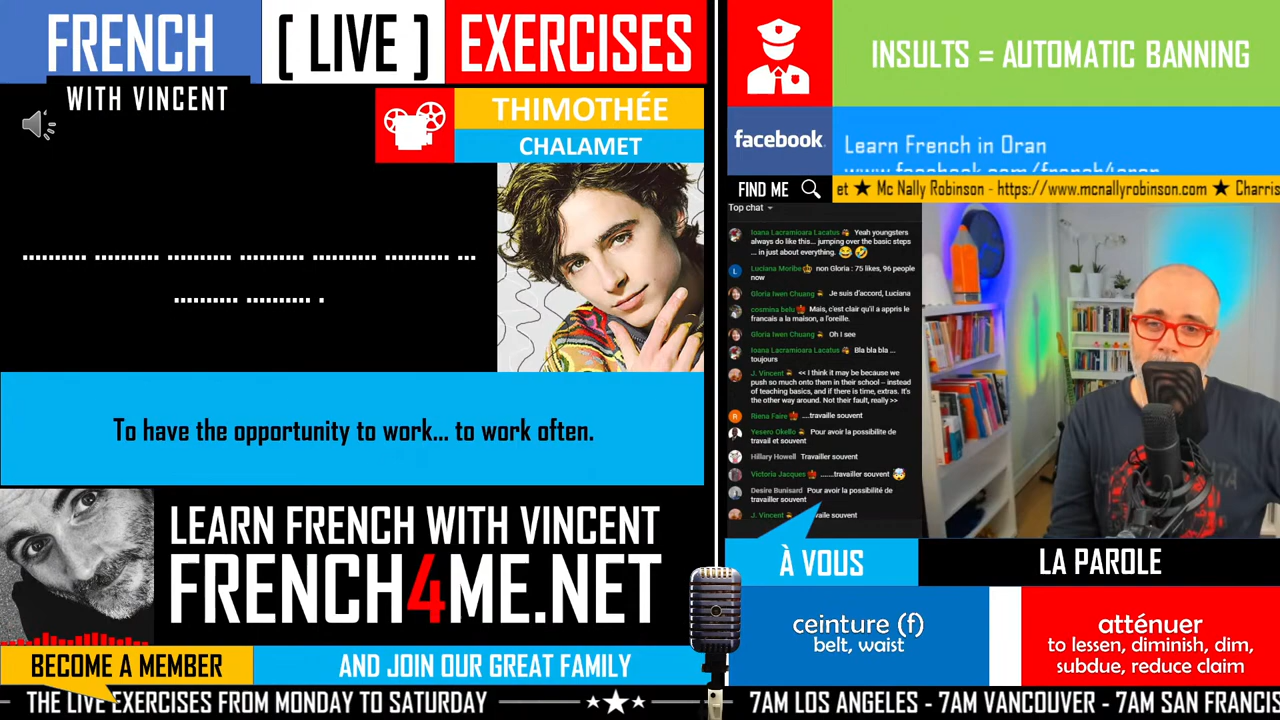 FRENCH
[ LIVE ]
EXERCISES
WITH VINCENT
THIMOTHÉE
CHALAMET
......... ......... ......... ......... ......... ......... ...
......... ......... .
To have the opportunity to work... to work often.
LEARN FRENCH WITH VINCENT
FRENCH4ME.NET
BECOME A MEMBER
AND JOIN OUR GREAT FAMILY
THE LIVE EXERCISES FROM MONDAY TO SATURDAY
INSULTS = AUTOMATIC BANNING
facebook
Learn French in Oran
www.facebook.com/french4oran
FIND ME
et ★ Mc Nally Robinson - https://www.mcnallyrobinson.com ★ Charris
Top chat
Ioana Lacramioara Lacatus Yeah youngsters
always do like this... jumping over the basic steps
... in just about everything.
Luciana Moribe non Gloria : 75 likes, 96 people
now
Gloria Iwen Chuang Je suis d'accord, Luciana
cosmina belu Mais, c'est clair qu'il a appris le
francais a la maison, a l'oreille.
Gloria Iwen Chuang Oh I see
Ioana Lacramioara Lacatus Bla bla bla ...
toujours
J. Vincent << I think it may be because we
push so much onto them in their school -- instead
of teaching basics, and if there is time, extras. It's
the other way around. Not their fault, really >>
Riena Faire ....travaille souvent
Yesero Okello Pour avoir la possibilite de
travail et souvent
Hillary Howell Travailler souvent
Victoria Jacques .......travailler souvent
Desire Bunisard Pour avoir la possibilité de
travailler souvent
J. Vincent vaile souvent
À VOUS
LA PAROLE
ceinture (f)
belt, waist
atténuer
to lessen, diminish, dim,
subdue, reduce claim
7AM LOS ANGELES - 7AM VANCOUVER - 7AM SAN FRANCIS